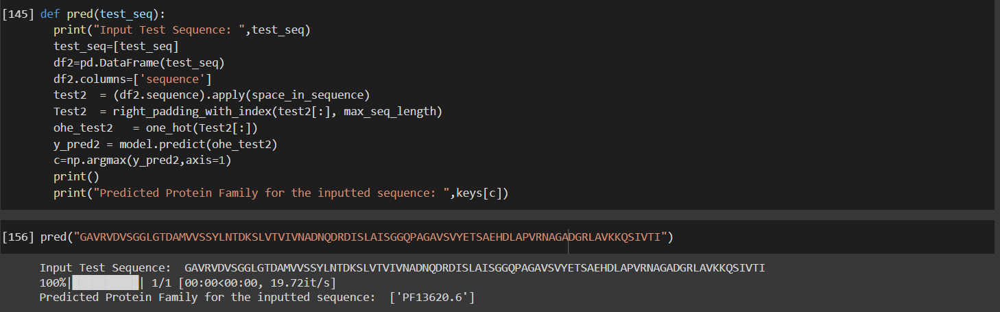 [145] def pred(test_seq):
print("Input Test Sequence: ",test_seq)
test_seq=[test_seq]
df2=pd.DataFrame(test_seq)
df2.columns=['sequence']
test2  = (df2.sequence).apply(space_in_sequence)
Test2  = right_padding_with_index(test2[:], max_seq_length)
ohe_test2   = one_hot(Test2[:])
y_pred2 = model.predict(ohe_test2)
c=np.argmax(y_pred2,axis=1)
print()
print("Predicted Protein Family for the inputted sequence: ",keys[c])
[156] pred("GAVRVDVSGGLGTDAMVVSSYLNTDKSLVTVIVNADNQDRDISLAISGGQPAGAVSVYETSAEHDLAPVRNAGADGRLAVKKQSIVTI")
Input Test Sequence:  GAVRVDVSGGLGTDAMVVSSYLNTDKSLVTVIVNADNQDRDISLAISGGQPAGAVSVYETSAEHDLAPVRNAGADGRLAVKKQSIVTI
100%|██████████| 1/1 [00:00<00:00, 19.72it/s]
Predicted Protein Family for the inputted sequence:  ['PF13620.6']